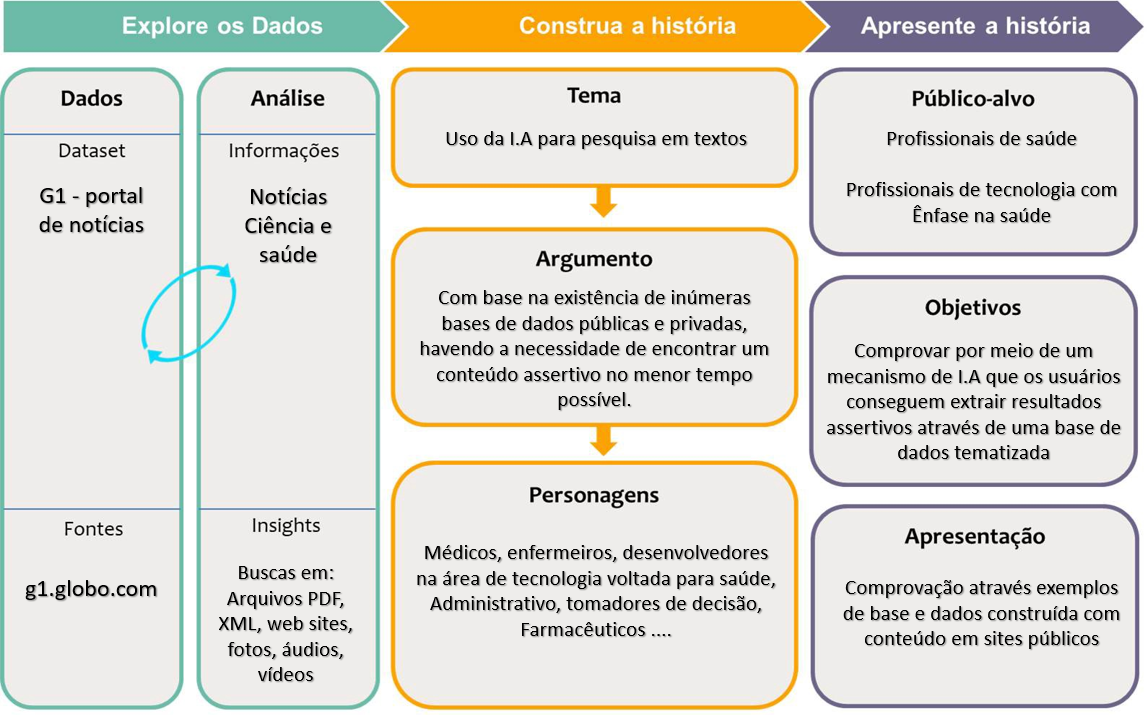 Explore os Dados
Construa a história
Apresente a história
Dados
Dataset
G1 - portal
de notícias
Fontes
g1.globo.com
Análise
Informações
Notícias
Ciência e
saúde
Insights
Buscas em:
Arquivos PDF,
XML, web sites,
fotos, áudios,
vídeos
Tema
Uso da I.A para pesquisa em textos
Argumento
Com base na existência de inúmeras
bases de dados públicas e privadas,
havendo a necessidade de encontrar um
conteúdo assertivo no menor tempo
possível.
Personagens
Médicos, enfermeiros, desenvolvedores
na área de tecnologia voltada para saúde,
Administrativo, tomadores de decisão,
Farmacêuticos ....
Público-alvo
Profissionais de saúde
Profissionais de tecnologia com
Ênfase na saúde
Objetivos
Comprovar por meio de um
mecanismo de I.A que os usuários
conseguem extrair resultados
assertivos através de uma base de
dados tematizada
Apresentação
Comprovação através exemplos
de base e dados construída com
conteúdo em sites públicos